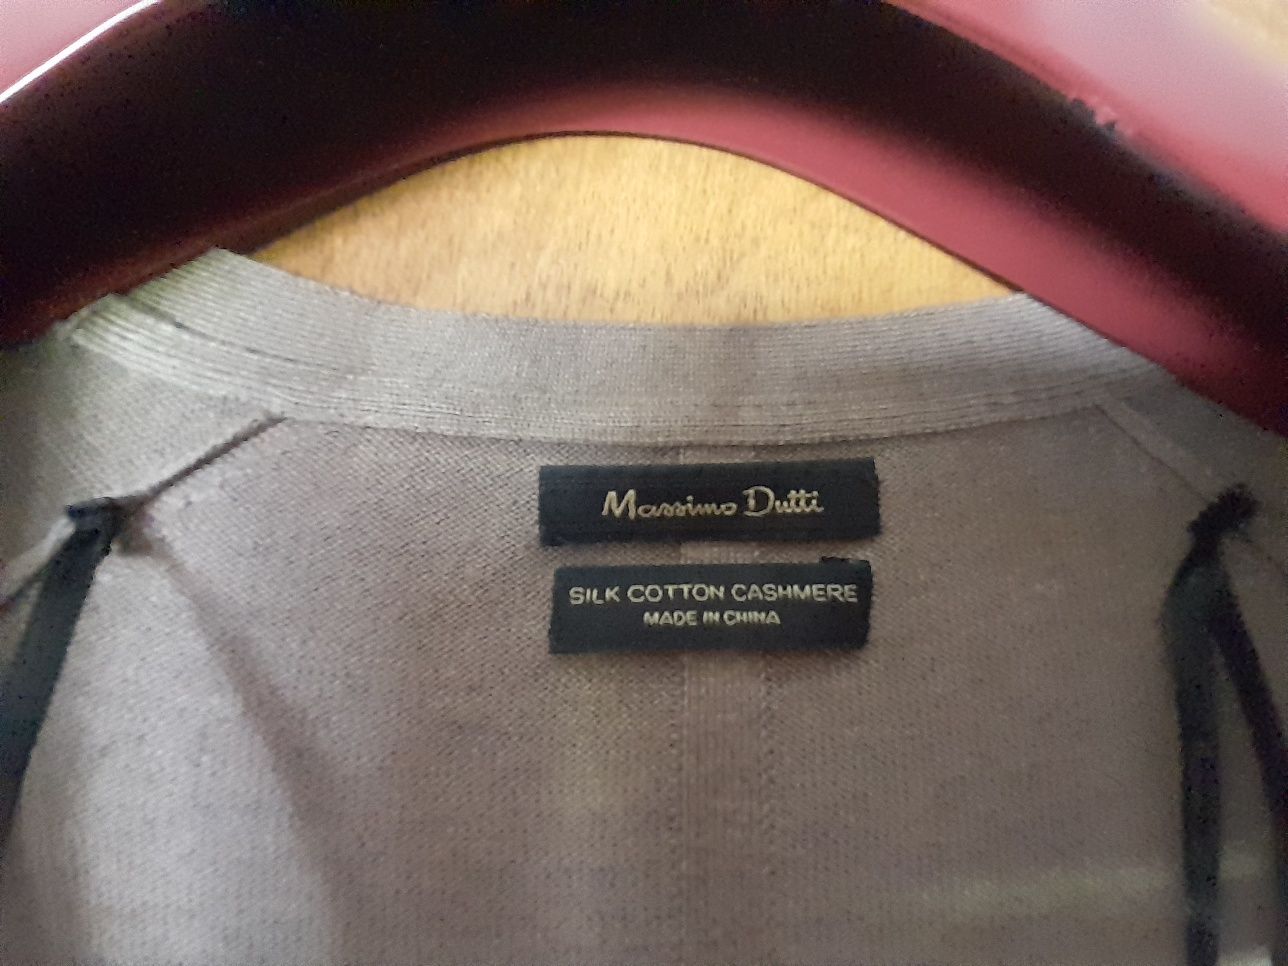 Massimo Dutti
SILK COTTON CASHMERE
MADE IN CHINA